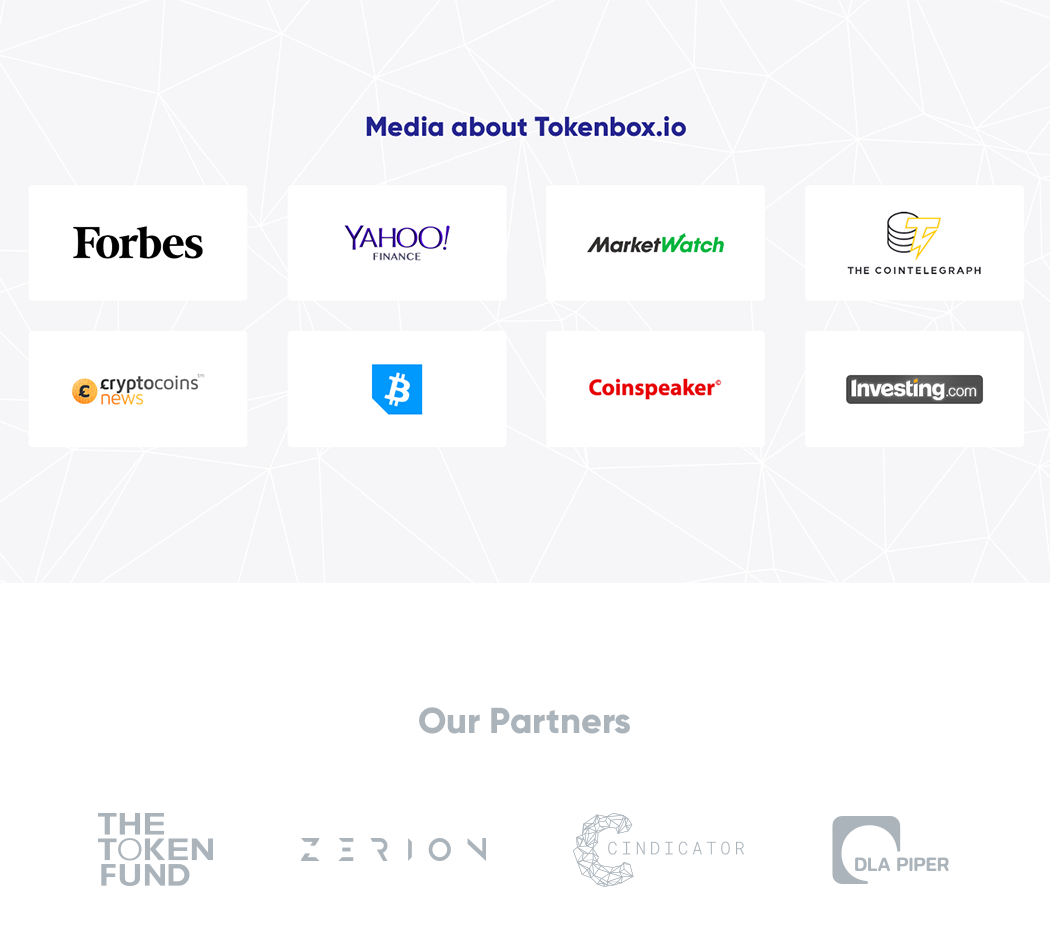 Media about Tokenbox.io
Forbes
YAHOO!
FINANCE
MarketWatch
THE COINTELEGRAPH
cryptocoins™
news
Coinspeaker©
Investing.com
Our Partners
THE
TOKEN
FUND
ZERION
CINDICATOR
DLA PIPER